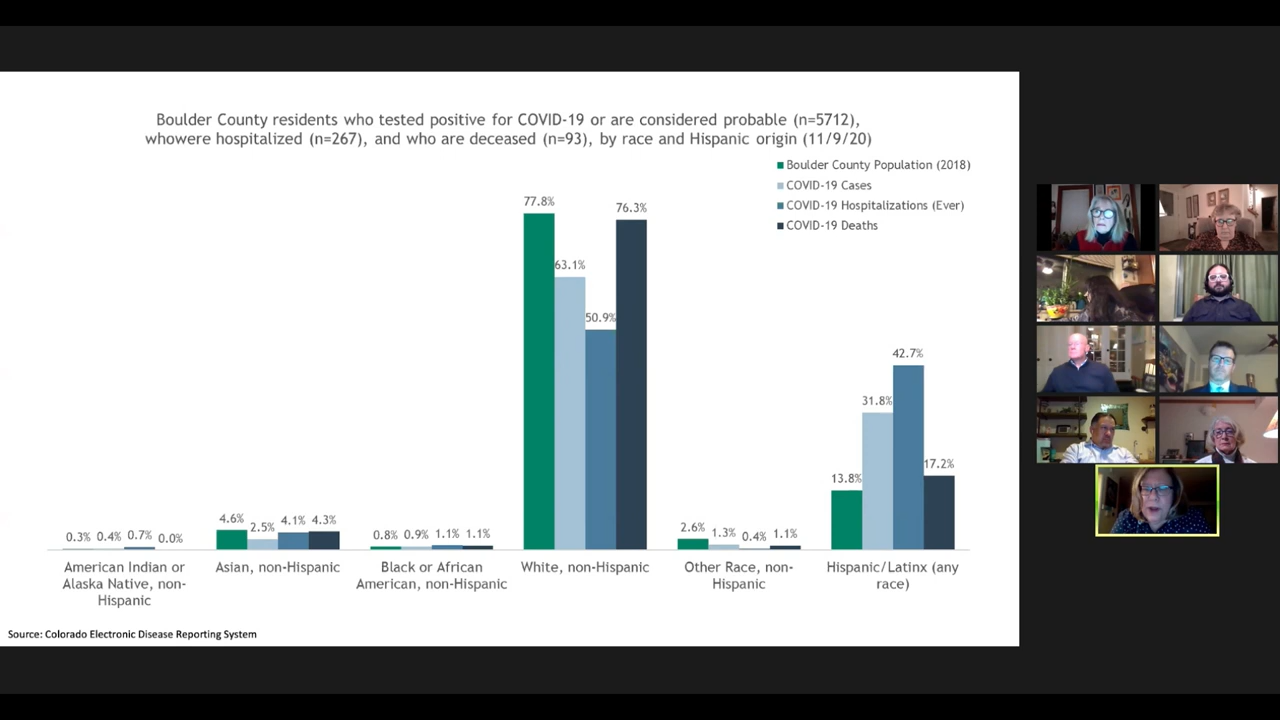 Boulder County residents who tested positive for COVID-19 or are considered probable (n=5712),
whowere hospitalized (n=267), and who are deceased (n=93), by race and Hispanic origin (11/9/20)
Boulder County Population (2018)
COVID-19 Cases
COVID-19 Hospitalizations (Ever)
COVID-19 Deaths
0.3% 0.4% 0.7% 0.0%
4.6% 2.5% 4.1% 4.3%
0.8% 0.9% 1.1% 1.1%
77.8% 63.1% 50.9% 76.3%
2.6% 1.3% 0.4% 1.1%
13.8% 31.8% 42.7% 17.2%
American Indian or
Alaska Native, non-
Hispanic
Asian, non-Hispanic
Black or African
American, non-Hispanic
White, non-Hispanic
Other Race, non-
Hispanic
Hispanic/Latinx (any
race)
Source: Colorado Electronic Disease Reporting System